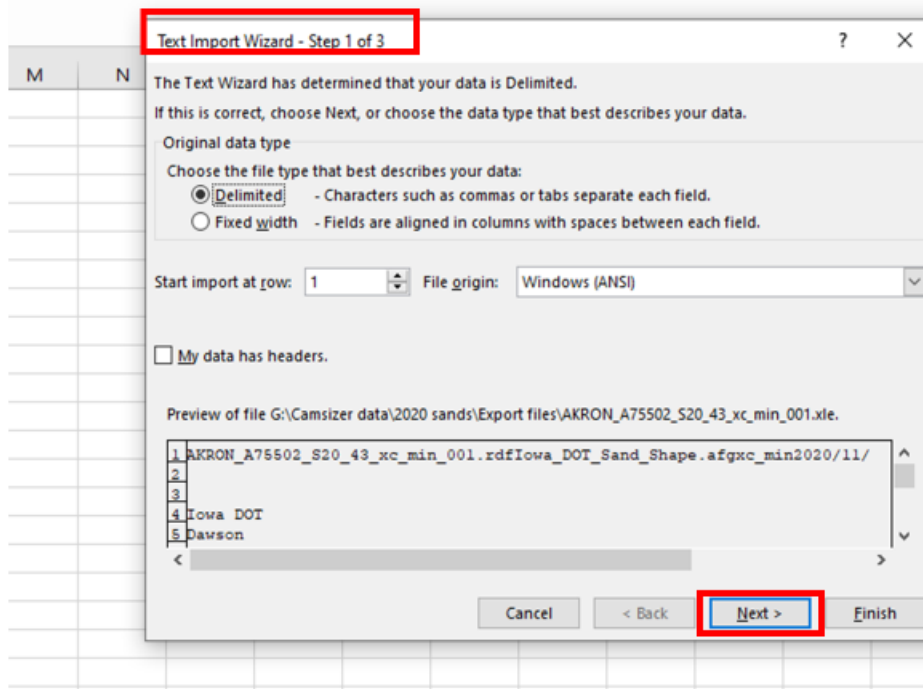 Text Import Wizard - Step 1 of 3
?
M N
The Text Wizard has determined that your data is Delimited.
If this is correct, choose Next, or choose the data type that best describes your data.
Original data type
Choose the file type that best describes your data:
Delimited - Characters such as commas or tabs separate each field.
Fixed width - Fields are aligned in columns with spaces between each field.
Start import at row: 1 File origin: Windows (ANSI)
My data has headers.
Preview of file G:\Camsizer data\2020 sands\Export files\AKRON_A75502_S20_43_xc_min_001.xle.
1 AKRON_A75502_S20_43_xc_min_001.rdfIowa_DOT_Sand_Shape.afgxc_min2020/11/
2
3
4 Iowa DOT
5 Dawson
Cancel < Back Next > Finish